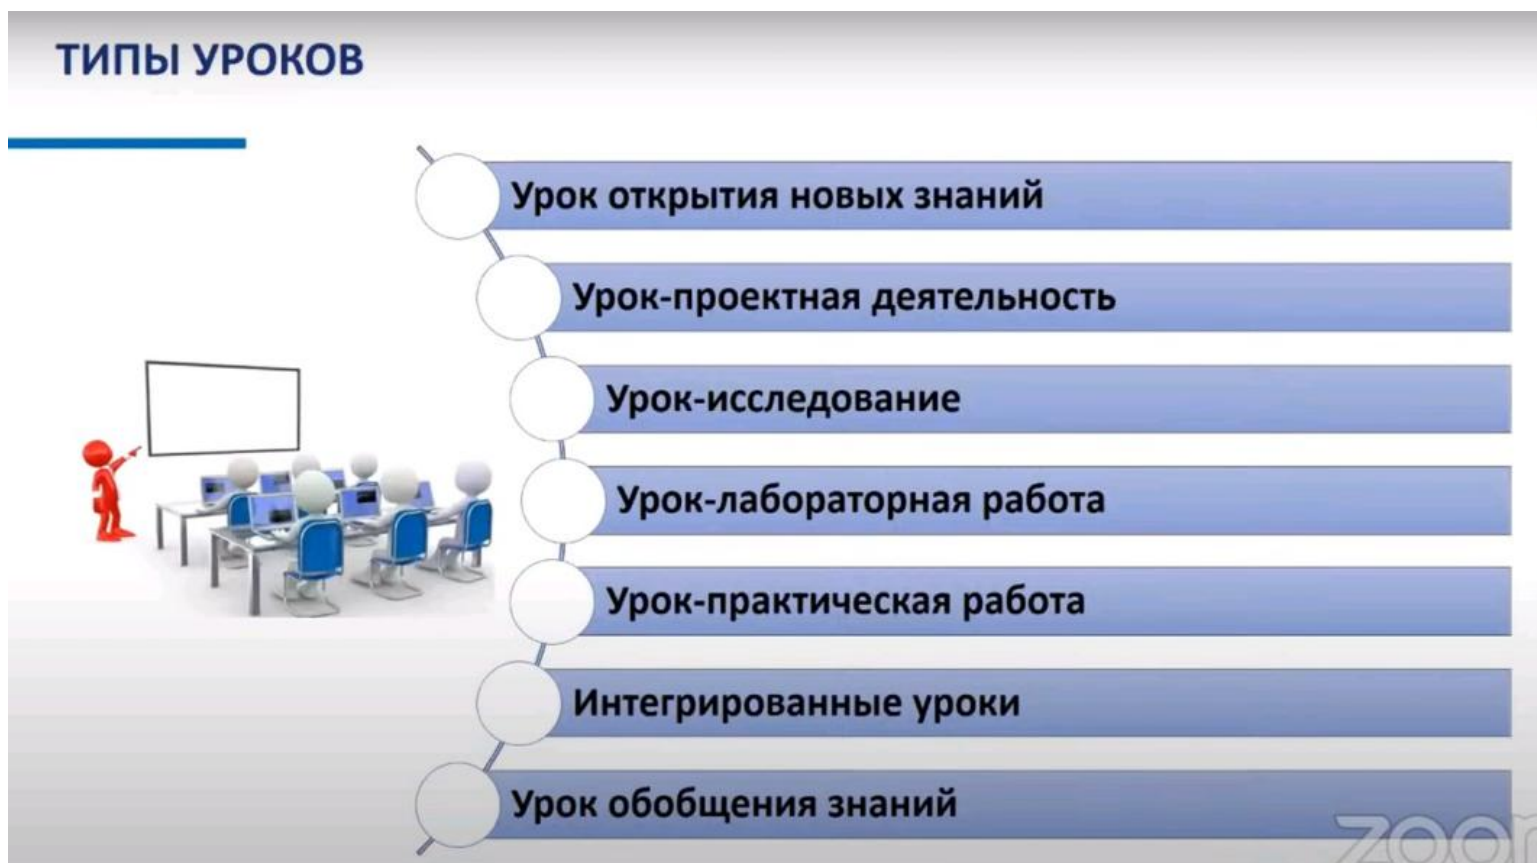 ТИПЫ УРОКОВ
Урок открытия новых знаний
Урок-проектная деятельность
Урок-исследование
Урок-лабораторная работа
Урок-практическая работа
Интегрированные уроки
Урок обобщения знаний
zoom